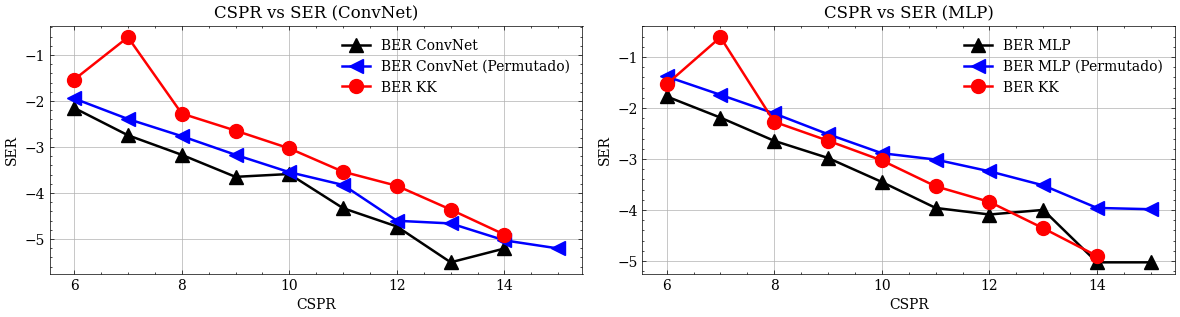 CSPR vs SER (ConvNet)
BER ConvNet
BER ConvNet (Permutado)
BER KK
−1
−2
−3
−4
−5
SER
6
8
10
12
14
CSPR
CSPR vs SER (MLP)
BER MLP
BER MLP (Permutado)
BER KK
−1
−2
−3
−4
−5
SER
6
8
10
12
14
CSPR